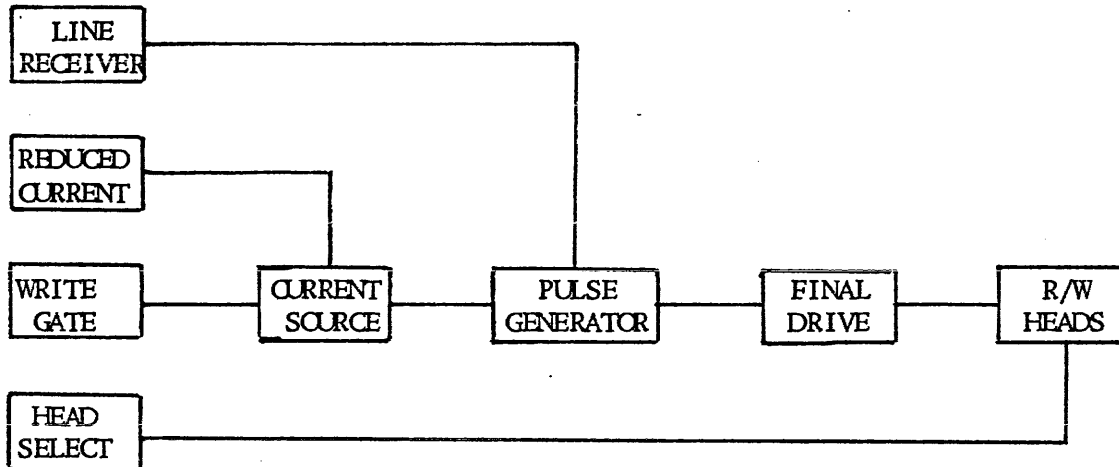 LINE
RECEIVER
REDUCED
CURRENT
WRITE
GATE
CURRENT
SOURCE
PULSE
GENERATOR
FINAL
DRIVE
R/W
HEADS
HEAD
SELECT